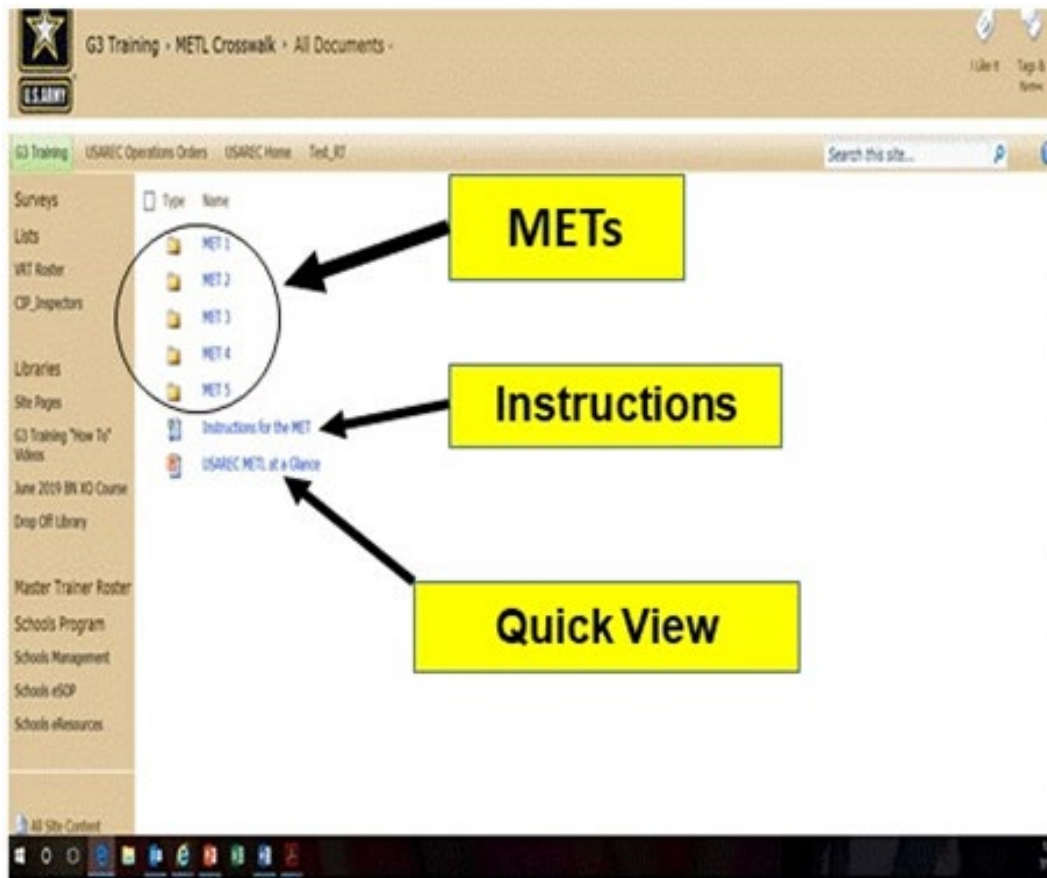 G3 Training › METL Crosswalk › All Documents
I Like It
Tags & Notes
U.S. ARMY
G3 Training USAREC Operations Orders USAREC Home Test_RT
Search this site...
Surveys
Lists
VRT Roster
CIP_Inspectors
Libraries
Site Pages
G3 Training "How To"
Videos
June 2019 BN XO Course
Drop Off Library
Master Trainer Roster
Schools Program
Schools Management
Schools eSOP
Schools eResources
All Site Content
Type Name
MET 1
MET 2
MET 3
MET 4
MET 5
Instructions for the MET
USAREC METL at a Glance
METs
Instructions
Quick View